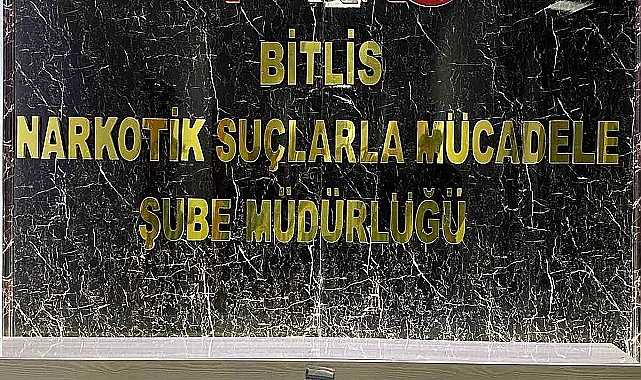 BİTLİS
NARKOTİK SUÇLARLA MÜCADELE
ŞUBE MÜDÜRLÜĞÜ